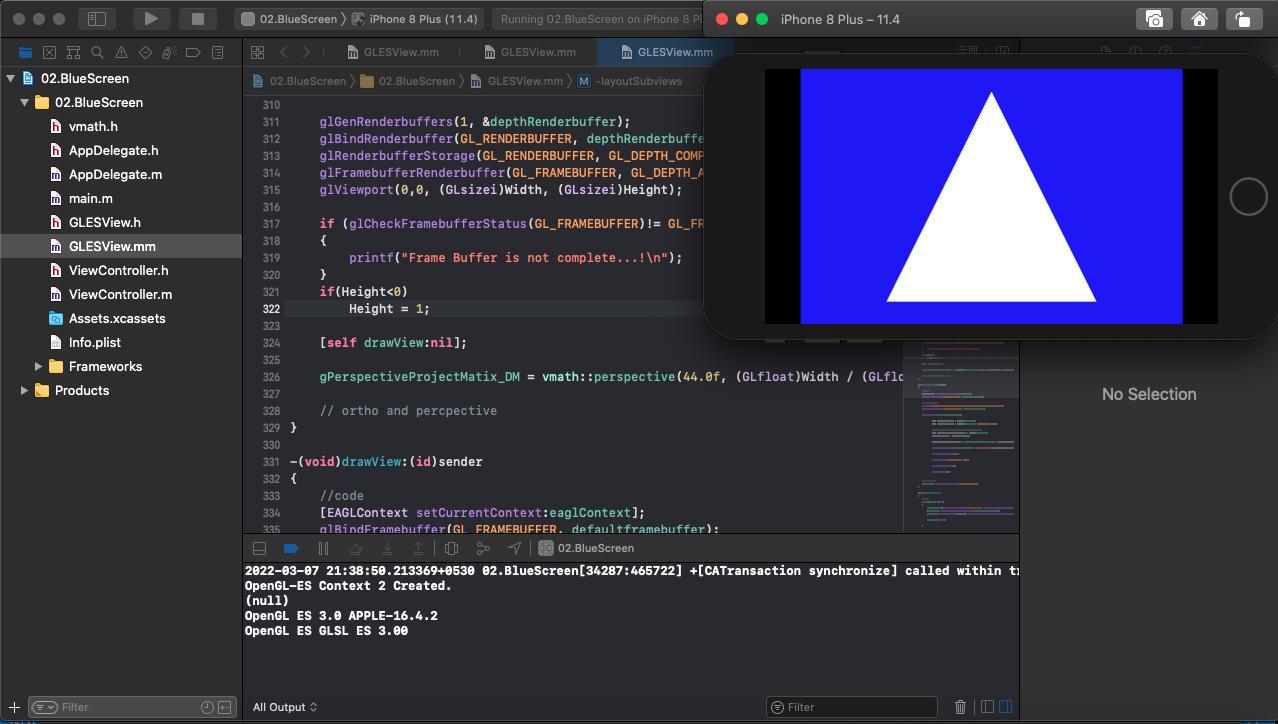 02.BlueScreen
iPhone 8 Plus (11.4)
Running 02.BlueScreen on iPhone 8 P
iPhone 8 Plus – 11.4
GLESView.mm
GLESView.mm
GLESView.mm
02.BlueScreen
02.BlueScreen
GLESView.mm
M -layoutSubviews
02.BlueScreen
02.BlueScreen
vmath.h
AppDelegate.h
AppDelegate.m
main.m
GLESView.h
GLESView.mm
ViewController.h
ViewController.m
Assets.xcassets
Info.plist
Frameworks
Products
Filter
310
311 glGenRenderbuffers(1, &depthRenderbuffer);
312 glBindRenderbuffer(GL_RENDERBUFFER, depthRenderbuffe
313 glRenderbufferStorage(GL_RENDERBUFFER, GL_DEPTH_COMP
314 glFramebufferRenderbuffer(GL_FRAMEBUFFER, GL_DEPTH_A
315 glViewport(0,0, (GLsizei)Width, (GLsizei)Height);
316
317 if (glCheckFramebufferStatus(GL_FRAMEBUFFER)!= GL_FR
318 {
319 printf("Frame Buffer is not complete...!\n");
320 }
321 if(Height<0)
322 Height = 1;
323
324 [self drawView:nil];
325
326 gPerspectiveProjectMatix_DM = vmath::perspective(44.0f, (GLfloat)Width / (GLflo
327
328 // ortho and percpective
329 }
330
331 -(void)drawView:(id)sender
332 {
333 //code
334 [EAGLContext setCurrentContext:eaglContext];
335 glBindFramebuffer(GL_FRAMEBUFFER, defaultframebuffer);
No Selection
02.BlueScreen
2022-03-07 21:38:50.213369+0530 02.BlueScreen[34287:465722] +[CATransaction synchronize] called within tr
OpenGL-ES Context 2 Created.
(null)
OpenGL ES 3.0 APPLE-16.4.2
OpenGL ES GLSL ES 3.00
All Output
Filter